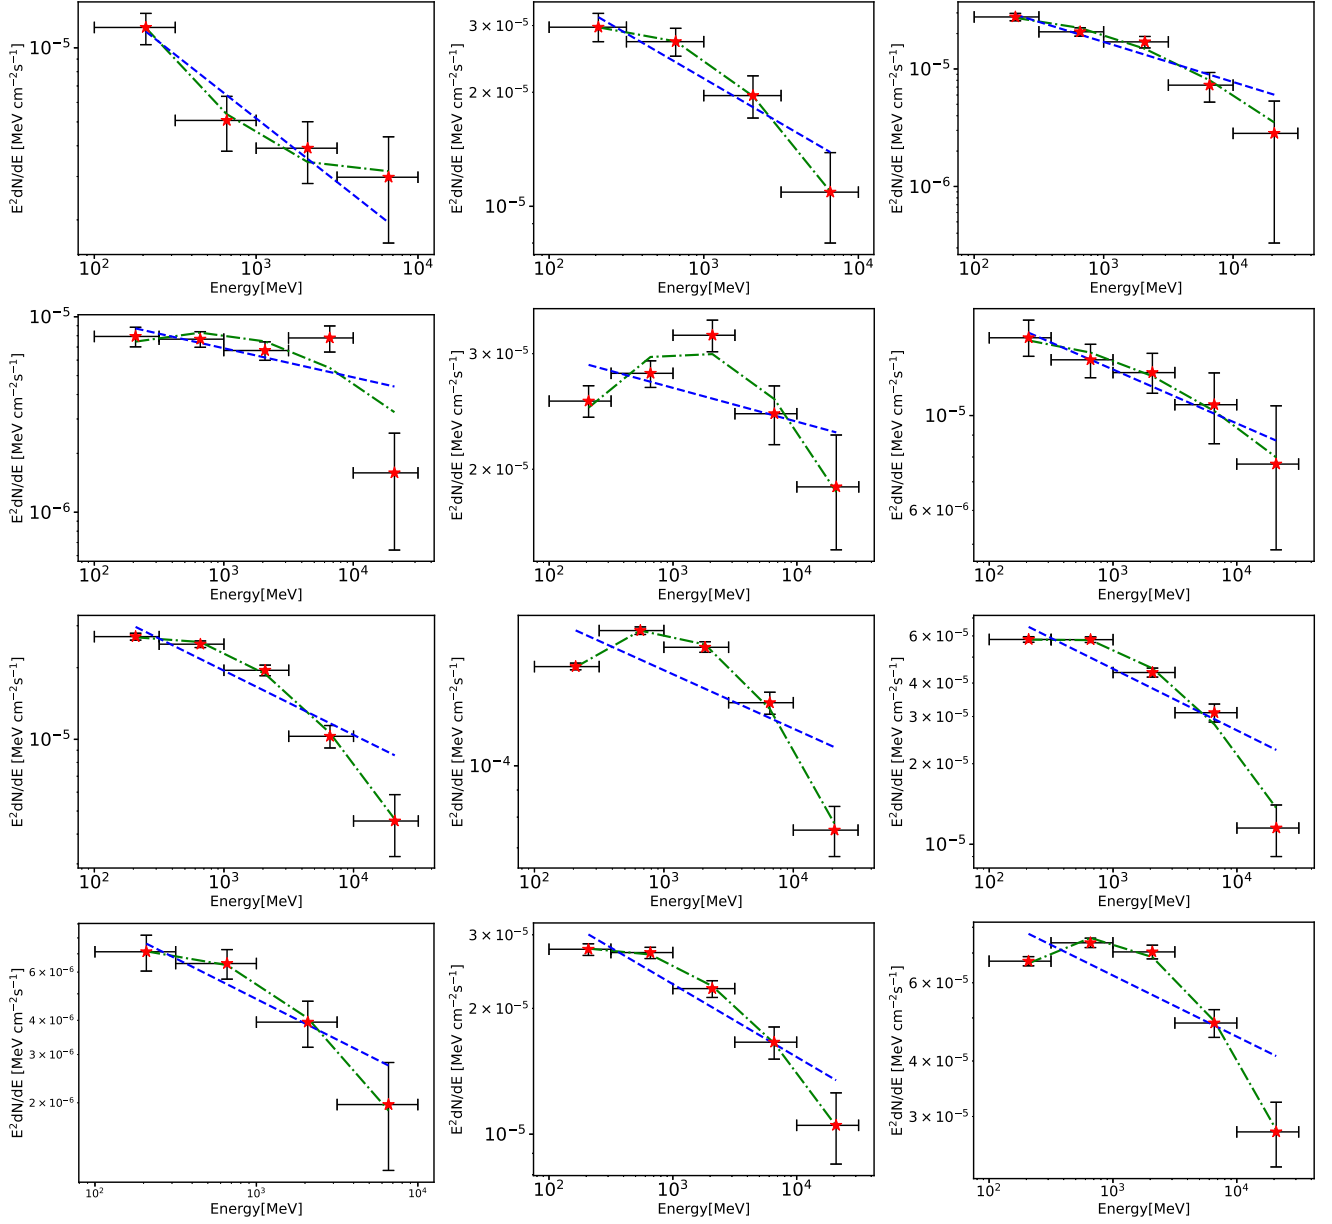 E²dN/dE [MeV cm⁻²s⁻¹]
10⁻⁵
10² 10³ 10⁴
Energy[MeV]
E²dN/dE [MeV cm⁻²s⁻¹]
3 × 10⁻⁵
2 × 10⁻⁵
10⁻⁵
10² 10³ 10⁴
Energy[MeV]
E²dN/dE [MeV cm⁻²s⁻¹]
10⁻⁵
10⁻⁶
10² 10³ 10⁴
Energy[MeV]
E²dN/dE [MeV cm⁻²s⁻¹]
10⁻⁵
10⁻⁶
10² 10³ 10⁴
Energy[MeV]
E²dN/dE [MeV cm⁻²s⁻¹]
3 × 10⁻⁵
2 × 10⁻⁵
10² 10³ 10⁴
Energy[MeV]
E²dN/dE [MeV cm⁻²s⁻¹]
10⁻⁵
6 × 10⁻⁶
10² 10³ 10⁴
Energy[MeV]
E²dN/dE [MeV cm⁻²s⁻¹]
10⁻⁵
10² 10³ 10⁴
Energy[MeV]
E²dN/dE [MeV cm⁻²s⁻¹]
10⁻⁴
10² 10³ 10⁴
Energy[MeV]
E²dN/dE [MeV cm⁻²s⁻¹]
6 × 10⁻⁵
4 × 10⁻⁵
3 × 10⁻⁵
2 × 10⁻⁵
10⁻⁵
10² 10³ 10⁴
Energy[MeV]
E²dN/dE [MeV cm⁻²s⁻¹]
6 × 10⁻⁶
4 × 10⁻⁶
3 × 10⁻⁶
2 × 10⁻⁶
10² 10³ 10⁴
Energy[MeV]
E²dN/dE [MeV cm⁻²s⁻¹]
3 × 10⁻⁵
2 × 10⁻⁵
10⁻⁵
10² 10³ 10⁴
Energy[MeV]
E²dN/dE [MeV cm⁻²s⁻¹]
6 × 10⁻⁵
4 × 10⁻⁵
3 × 10⁻⁵
10² 10³ 10⁴
Energy[MeV]